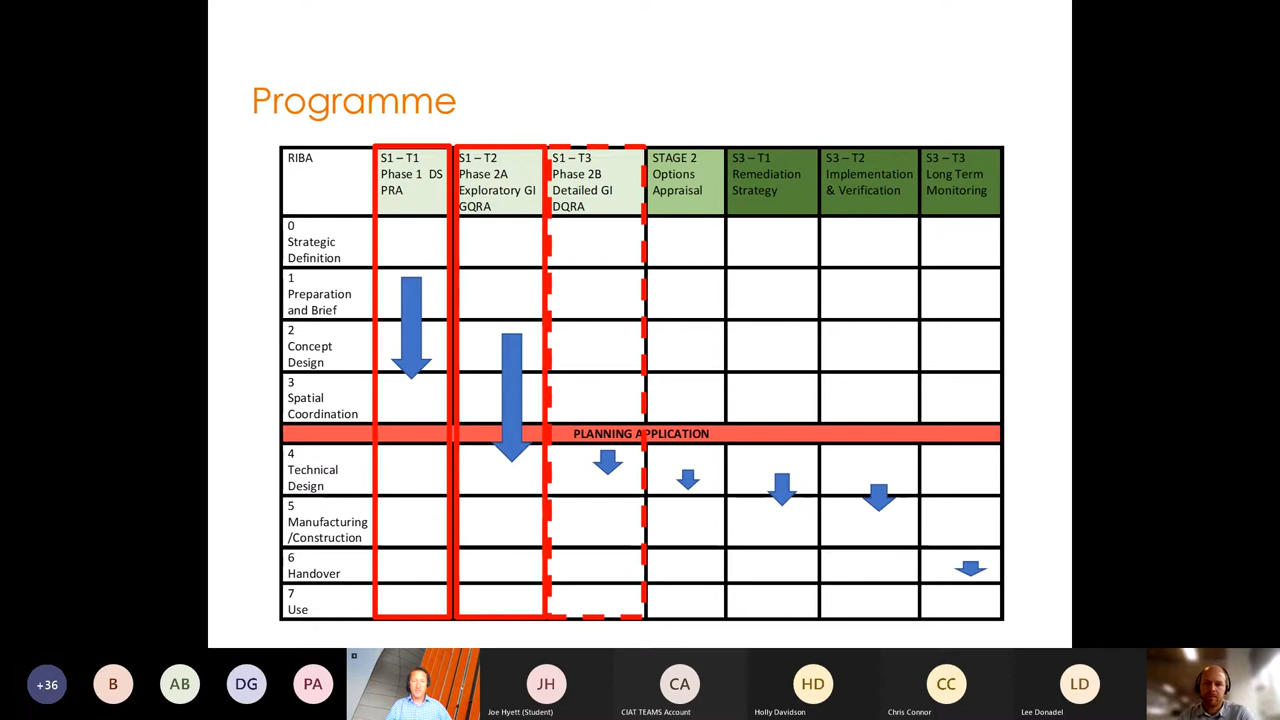 Programme
RIBA
S1 – T1
Phase 1 DS
PRA
S1 – T2
Phase 2A
Exploratory GI
GQRA
S1 – T3
Phase 2B
Detailed GI
DQRA
STAGE 2
Options
Appraisal
S3 – T1
Remediation
Strategy
S3 – T2
Implementation
& Verification
S3 – T3
Long Term
Monitoring
0
Strategic
Definition
1
Preparation
and Brief
2
Concept
Design
3
Spatial
Coordination
PLANNING APPLICATION
4
Technical
Design
5
Manufacturing
/Construction
6
Handover
7
Use
+36
B
AB
DG
PA
JH
Joe Hyett (Student)
CA
CIAT TEAMS Account
HD
Holly Davidson
CC
Chris Connor
LD
Lee Donadel